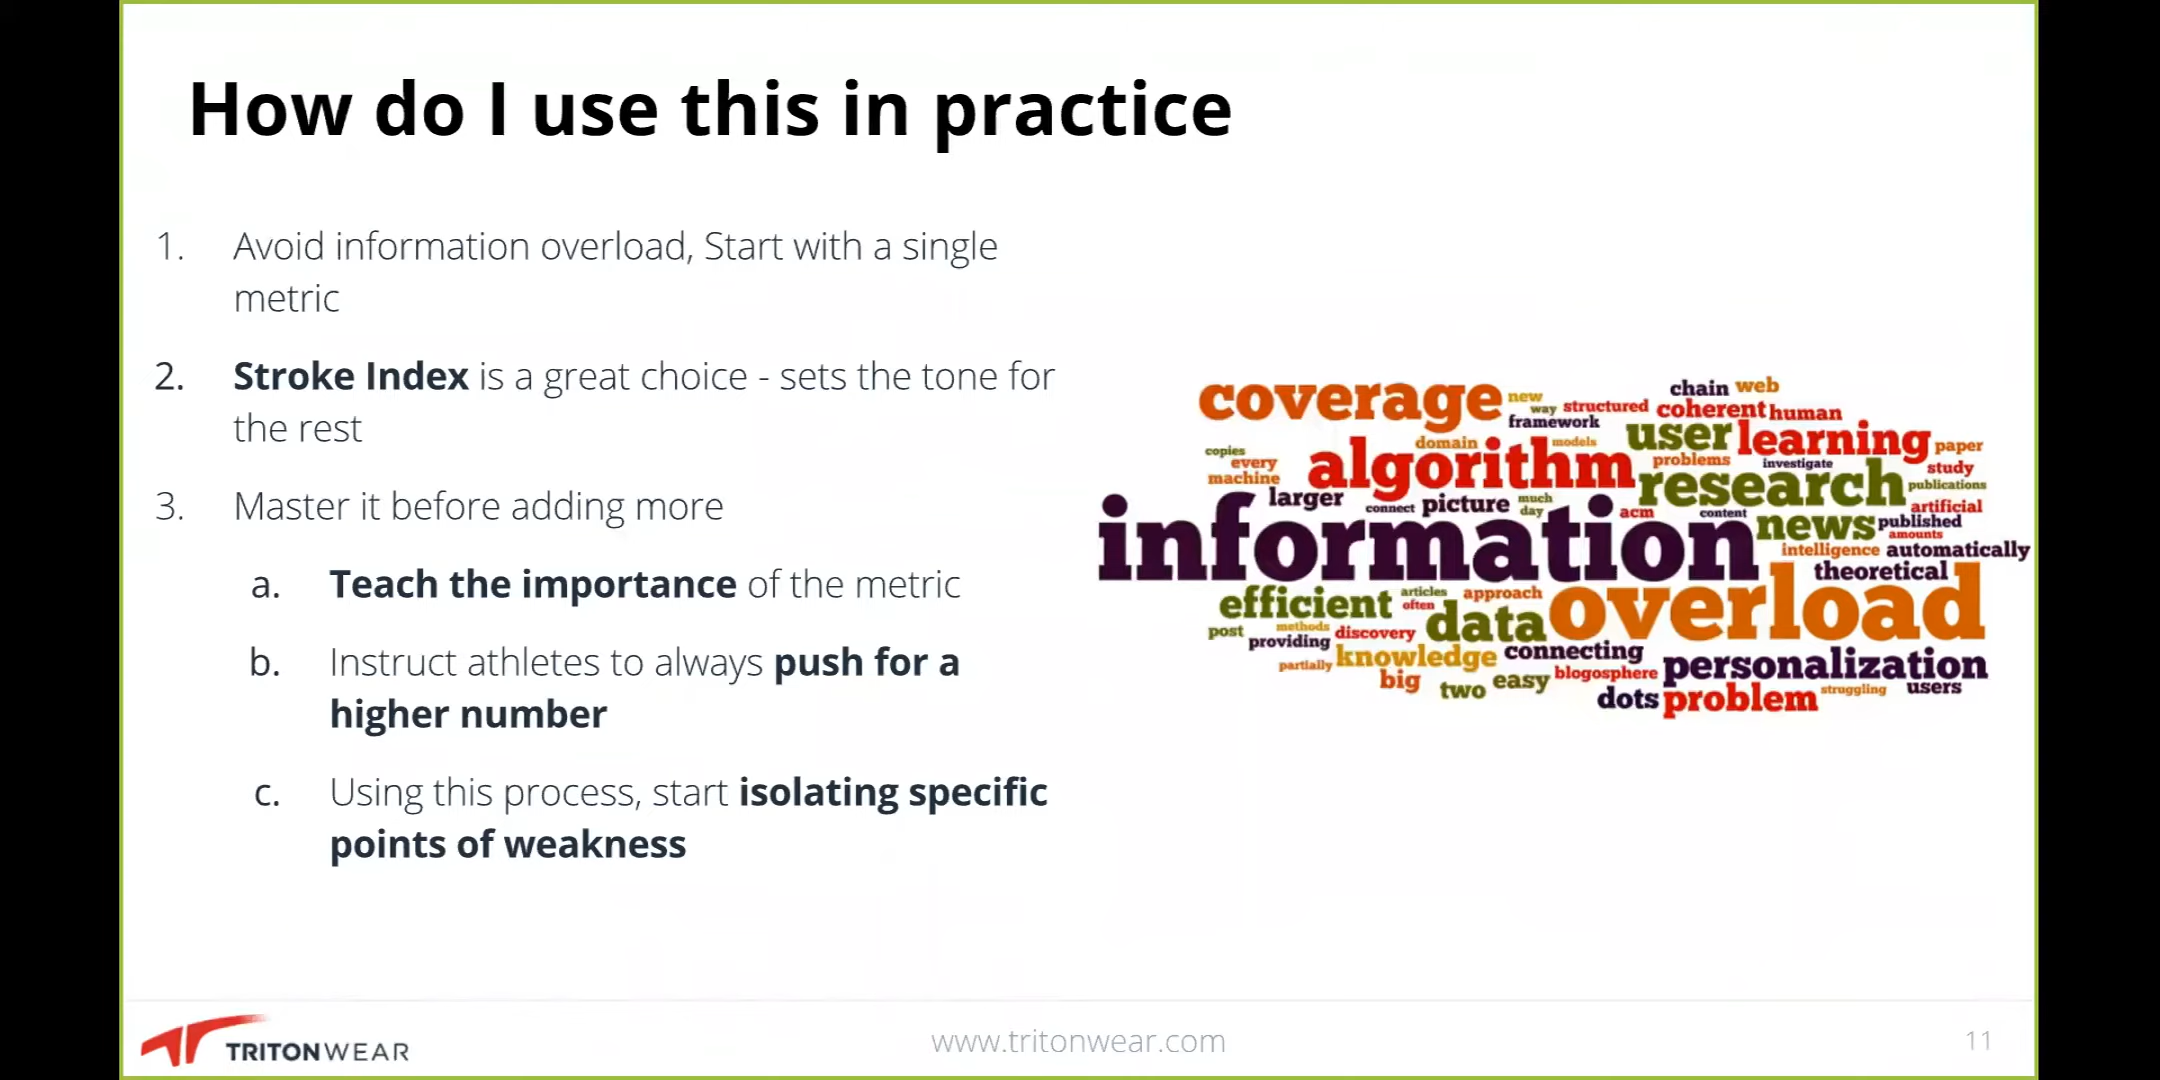 How do I use this in practice
1. Avoid information overload, Start with a single
metric
2. Stroke Index is a great choice - sets the tone for
the rest
3. Master it before adding more
a. Teach the importance of the metric
b. Instruct athletes to always push for a
higher number
c. Using this process, start isolating specific
points of weakness
coverage new way structured chain web
framework coherent human
copies every machine domain models user learning paper
algorithm problems investigate study
larger connect picture much day research publications
information acm content news published artificial
amounts
intelligence automatically
theoretical
efficient articles often approach data overload
post methods providing discovery
partially knowledge connecting personalization
big two easy blogosphere dots problem struggling users
TRITONWEAR
www.tritonwear.com
11